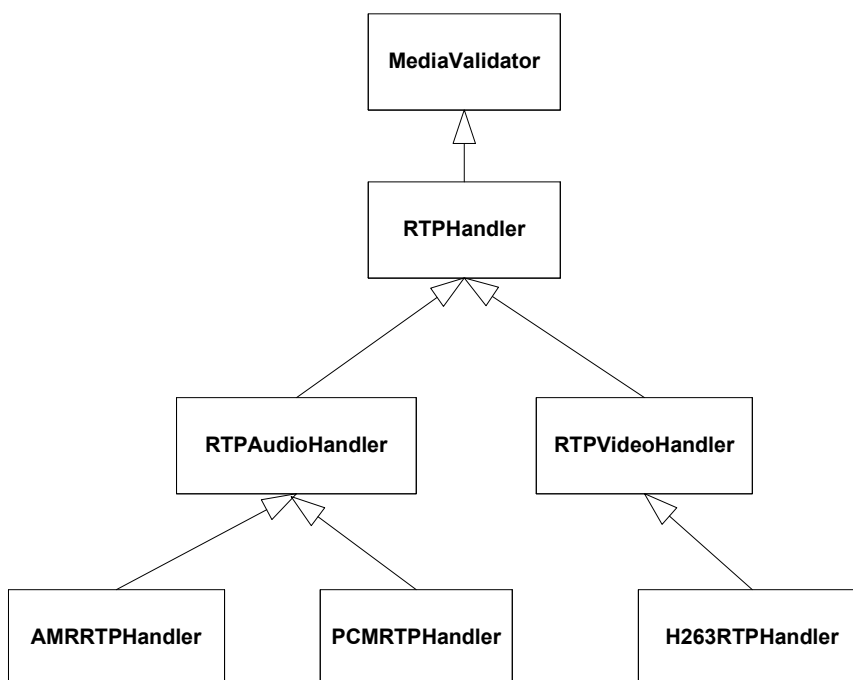 MediaValidator
RTPHandler
RTPAudioHandler
RTPVideoHandler
AMRRTPHandler
PCMRTPHandler
H263RTPHandler